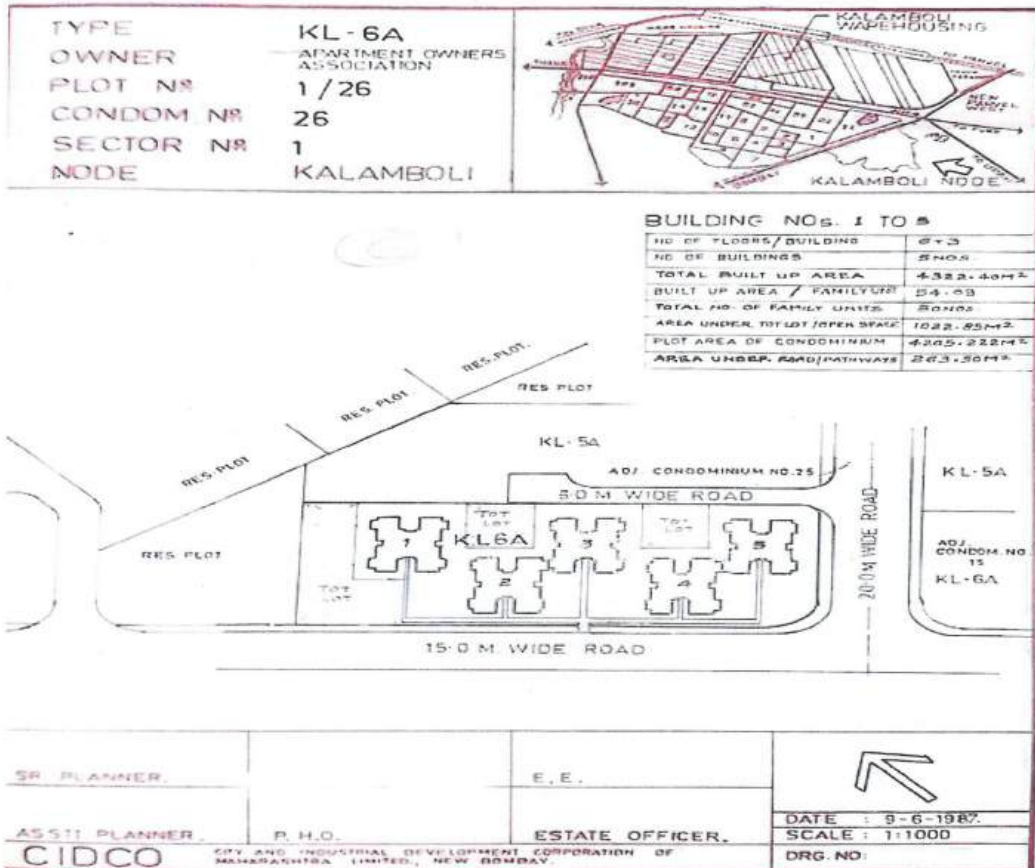 TYPE KL-6A
OWNER APARTMENT OWNERS
ASSOCIATION
PLOT Nº 1/26
CONDOM Nº 26
SECTOR Nº 1
NODE KALAMBOLI
KALAMBOLI
WAREHOUSING
NEW
PANVEL
WEST
BOMBAY
KALAMBOLI NODE
BUILDING NOs. 1 TO 5
NO OF FLOORS/BUILDING G+3
NO OF BUILDINGS 5NOS
TOTAL BUILT UP AREA 4322.40M²
BUILT UP AREA / FAMILY UNIT 54.03
TOTAL NO. OF FAMILY UNITS 80NOS
AREA UNDER TOT LOT/OPEN SPACE 1022.85M²
PLOT AREA OF CONDOMINIUM 4205.222M²
AREA UNDER ROAD/PATHWAYS 263.50M²
RES. PLOT.
RES. PLOT.
RES. PLOT
RES. PLOT
RES. PLOT
KL-5A
ADJ. CONDOMINIUM NO.25
KL-5A
8.0 M WIDE ROAD
20.0M WIDE ROAD
TOT
LOT
TOT
LOT
TOT
LOT
KL6A
1
2
3
4
5
ADJ.
CONDOM. NO.
15
KL-6A
15.0 M. WIDE ROAD
SR. PLANNER.
E.E.
ASSTT PLANNER.
P.H.O.
ESTATE OFFICER.
DATE : 9-6-1987.
SCALE : 1:1000
DRG. NO:
CIDCO
CITY AND INDUSTRIAL DEVELOPMENT CORPORATION OF
MAHARASHTRA LIMITED, NEW BOMBAY.